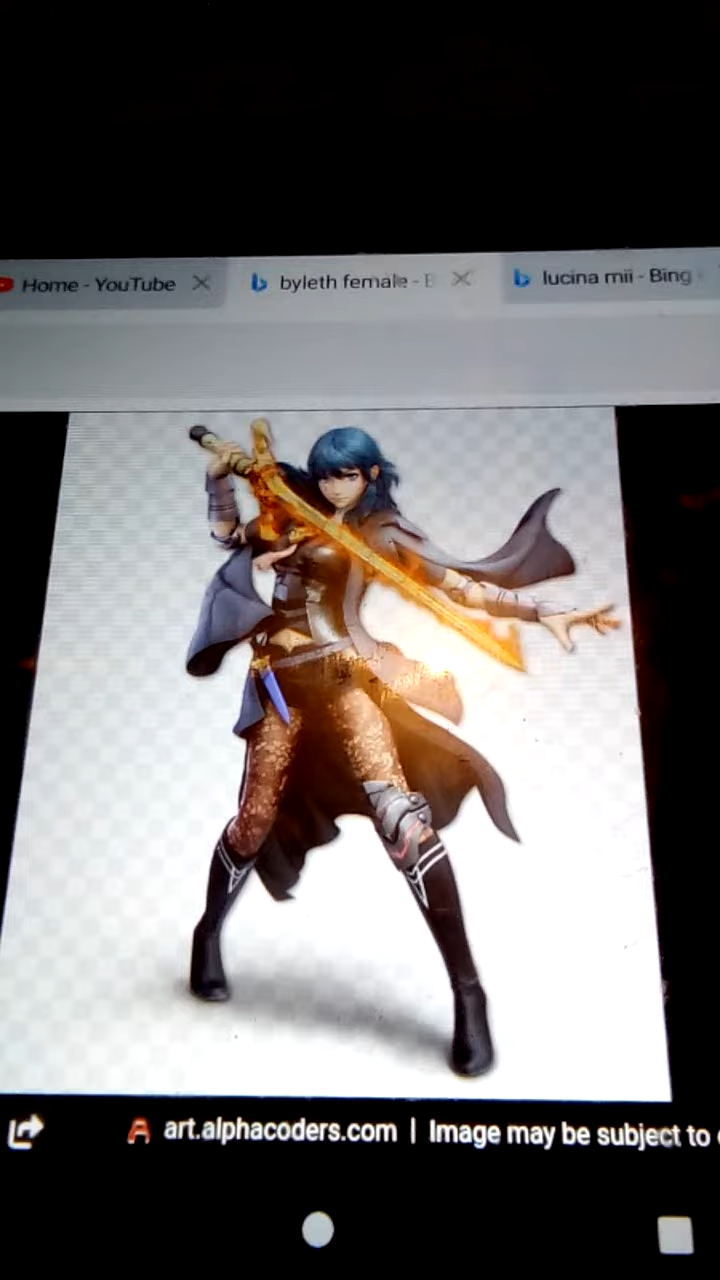 Home - YouTube
byleth female -
lucina mii - Bing
art.alphacoders.com | Image may be subject to